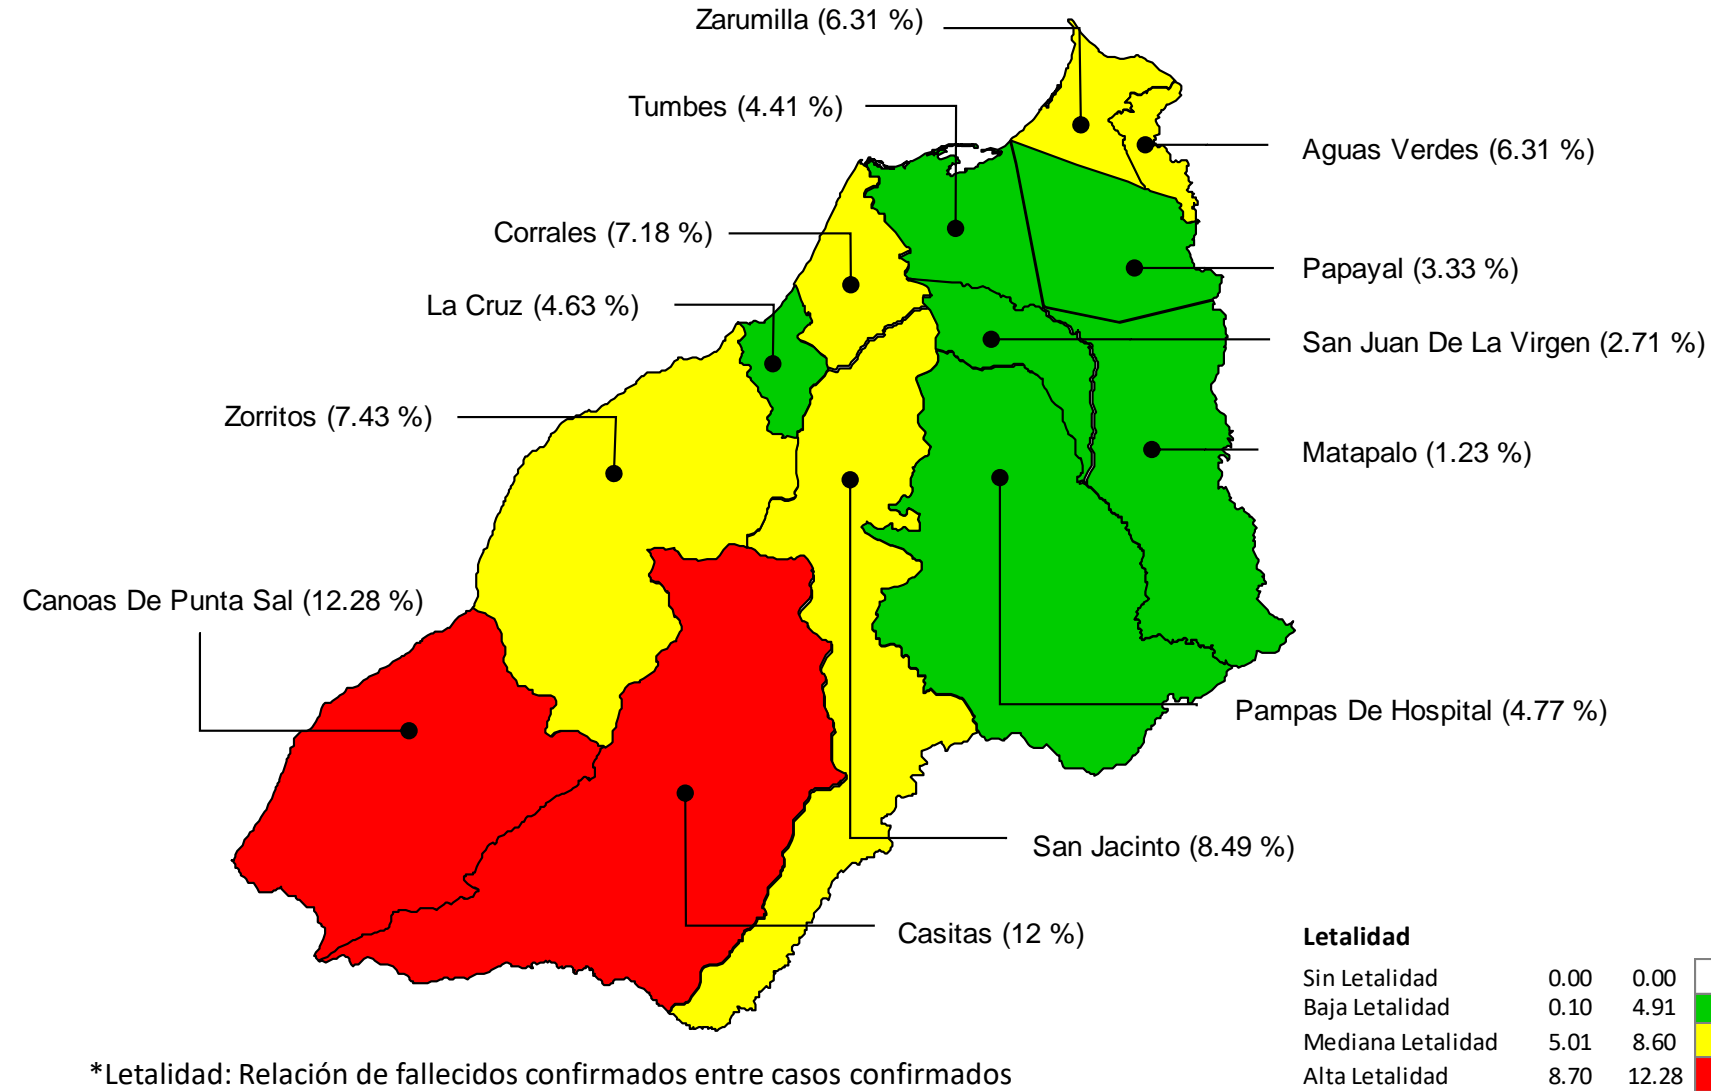 Zarumilla (6.31 %)
Tumbes (4.41 %)
Aguas Verdes (6.31 %)
Corrales (7.18 %)
Papayal (3.33 %)
La Cruz (4.63 %)
San Juan De La Virgen (2.71 %)
Zorritos (7.43 %)
Matapalo (1.23 %)
Canoas De Punta Sal (12.28 %)
Pampas De Hospital (4.77 %)
San Jacinto (8.49 %)
Casitas (12 %)
Letalidad
Sin Letalidad 0.00 0.00
Baja Letalidad 0.10 4.91
Mediana Letalidad 5.01 8.60
Alta Letalidad 8.70 12.28
*Letalidad: Relación de fallecidos confirmados entre casos confirmados